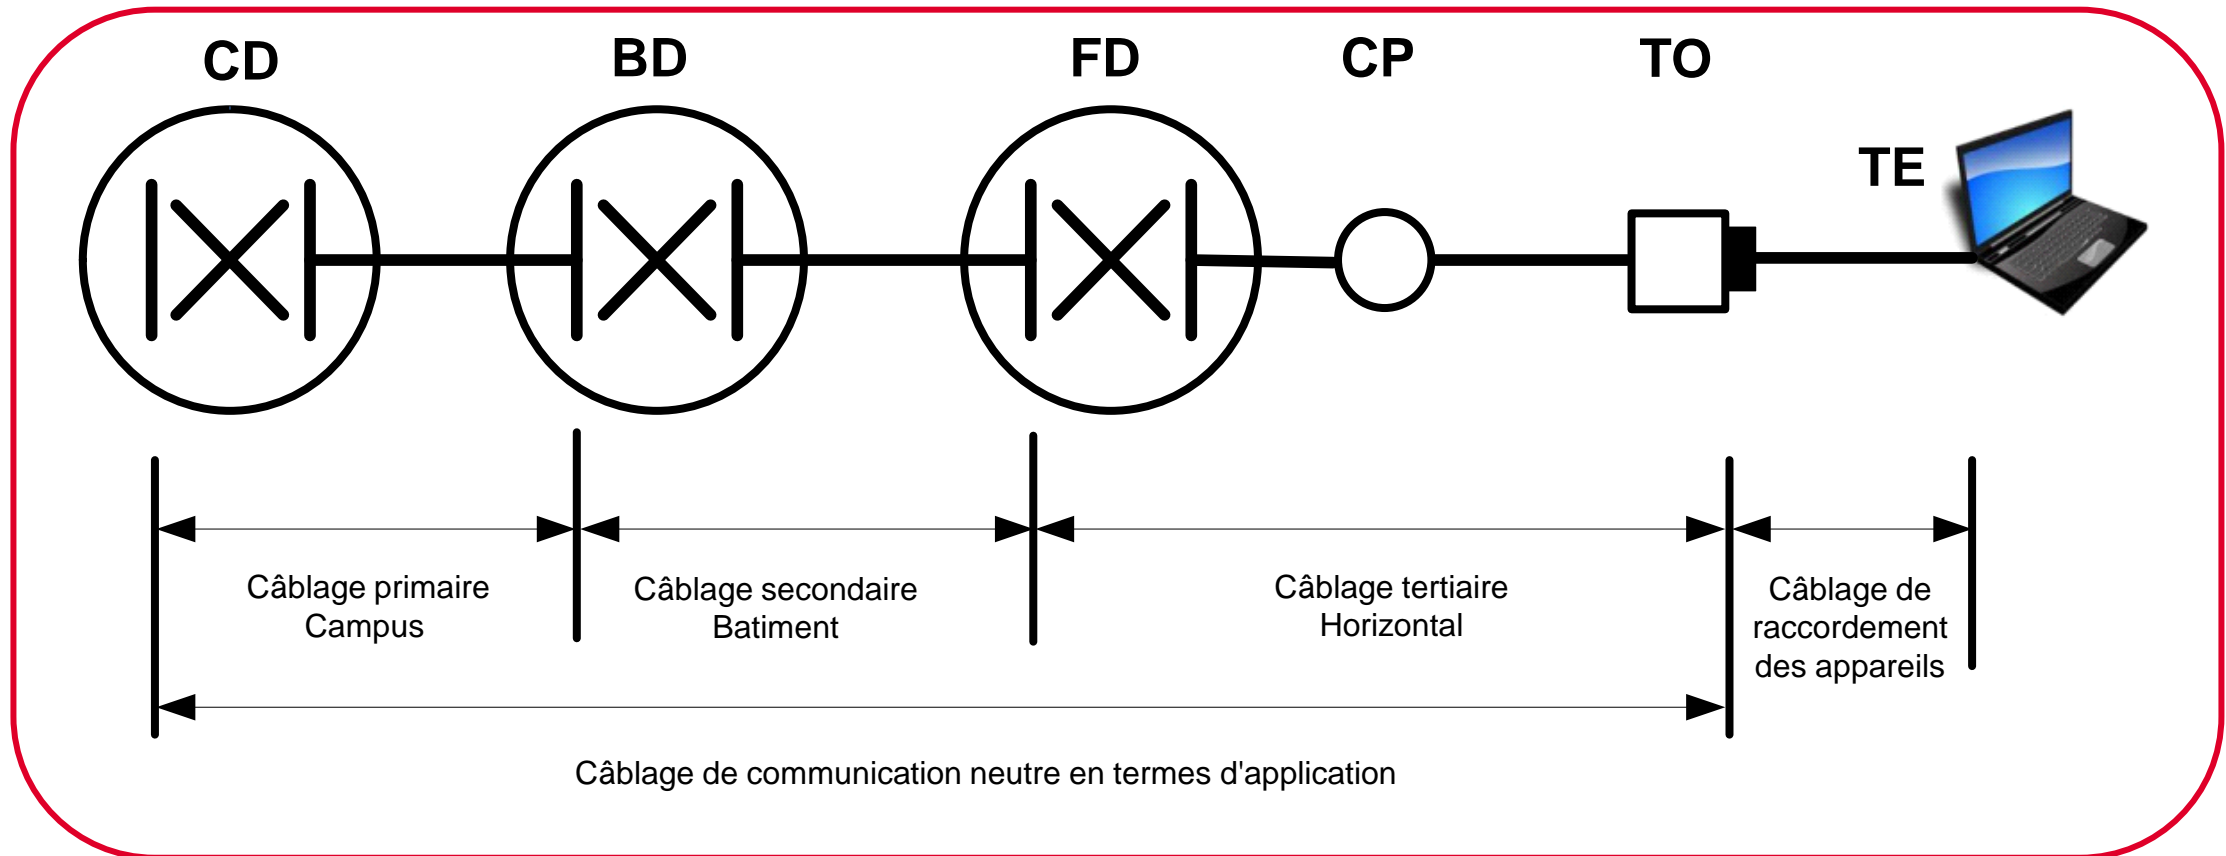 CD
BD
FD
CP
TO
TE
Câblage primaire
Campus
Câblage secondaire
Batiment
Câblage tertiaire
Horizontal
Câblage de
raccordement
des appareils
Câblage de communication neutre en termes d'application